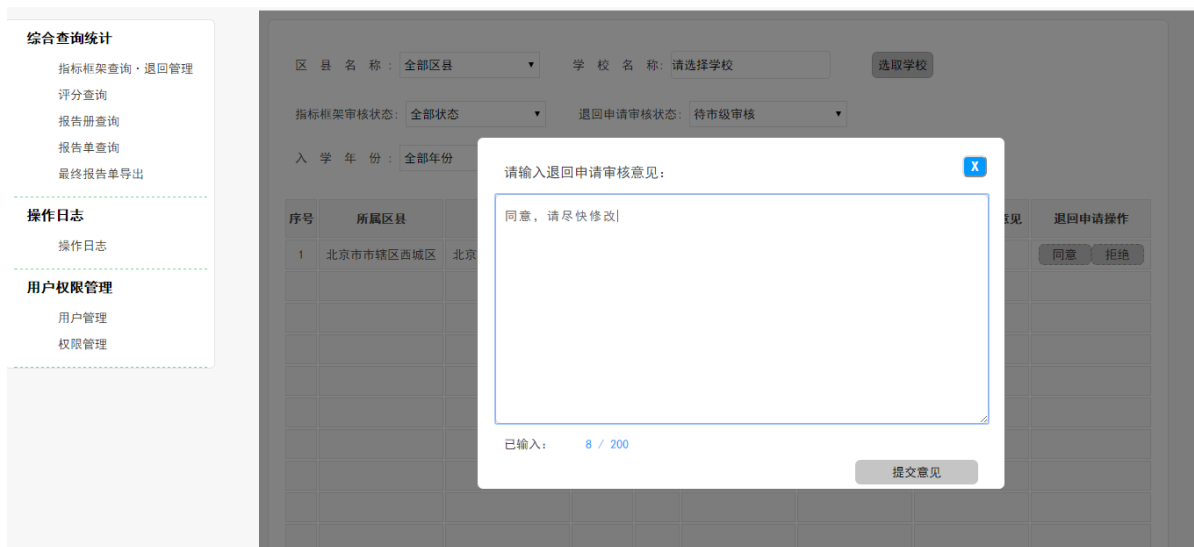 综合查询统计
指标框架查询·退回管理
评分查询
报告册查询
报告单查询
最终报告单导出
操作日志
操作日志
用户权限管理
用户管理
权限管理
区 县 名 称： 全部区县 学 校 名 称： 请选择学校 选取学校
指标框架审核状态： 全部状态 退回申请审核状态： 待市级审核
入 学 年 份： 全部年份
请输入退回申请审核意见： X
同意，请尽快修改
已输入： 8 / 200
提交意见
序号 所属区县 意见 退回申请操作
1 北京市市辖区西城区 北京 同意 拒绝